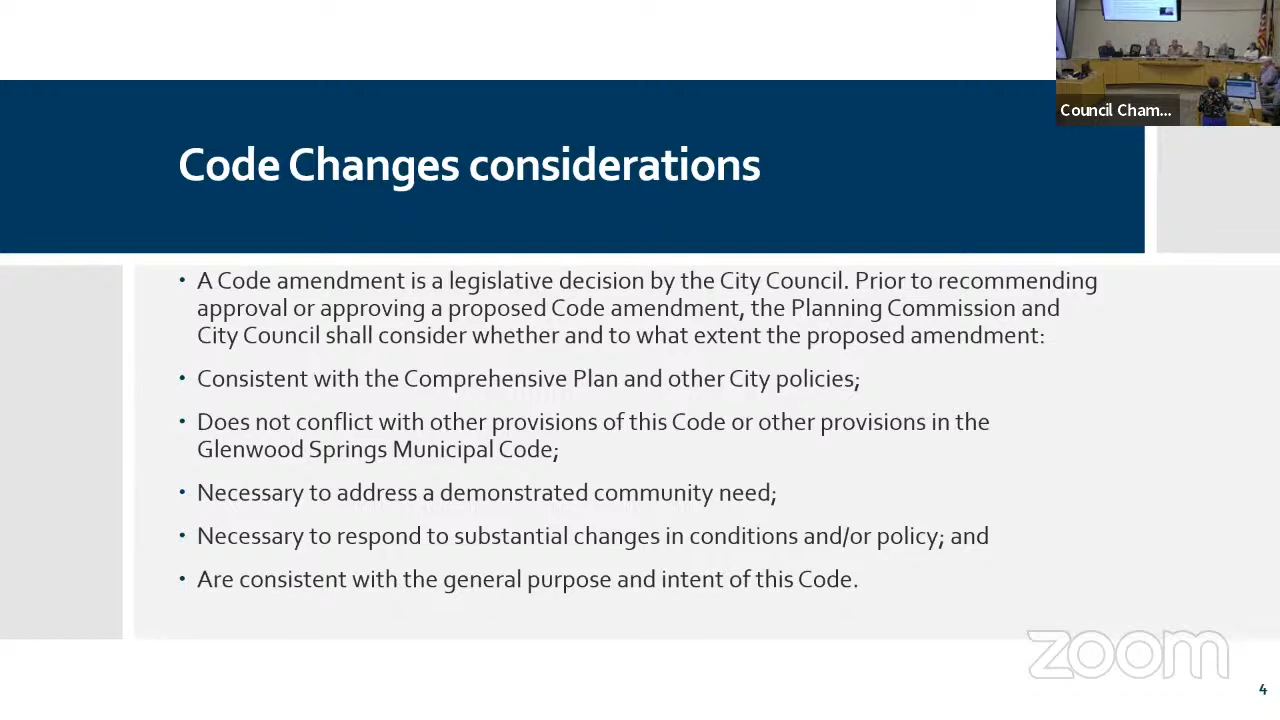 Council Cham...
Code Changes considerations
• A Code amendment is a legislative decision by the City Council. Prior to recommending
approval or approving a proposed Code amendment, the Planning Commission and
City Council shall consider whether and to what extent the proposed amendment:
• Consistent with the Comprehensive Plan and other City policies;
• Does not conflict with other provisions of this Code or other provisions in the
Glenwood Springs Municipal Code;
• Necessary to address a demonstrated community need;
• Necessary to respond to substantial changes in conditions and/or policy; and
• Are consistent with the general purpose and intent of this Code.
zoom
4